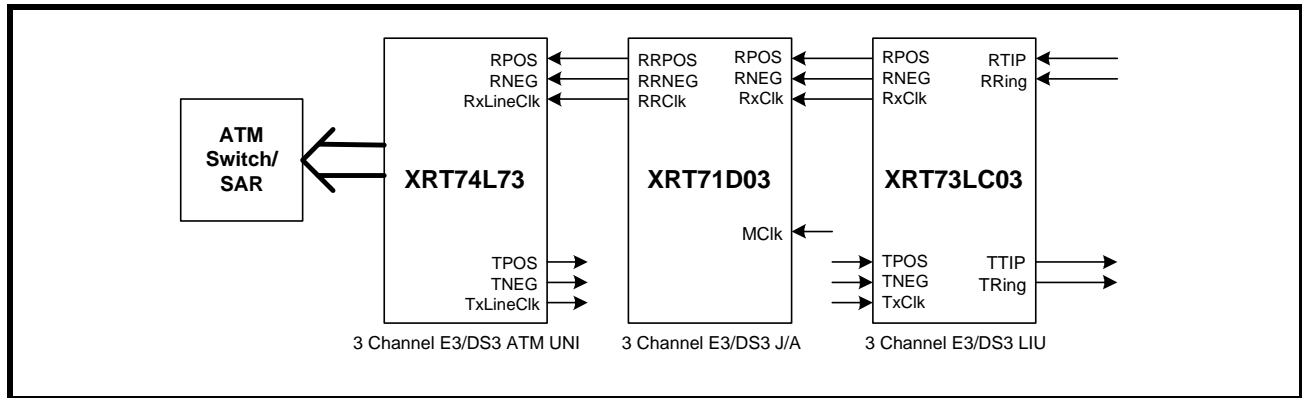 ATM
Switch/
SAR
RPOS
RNEG
RxLineClk
XRT74L73
TPOS
TNEG
TxLineClk
3 Channel E3/DS3 ATM UNI
RRPOS
RRNEG
RRClk
RPOS
RNEG
RxClk
XRT71D03
MClk
3 Channel E3/DS3 J/A
RPOS
RNEG
RxClk
RTIP
RRing
XRT73LC03
TPOS
TNEG
TxClk
TTIP
TRing
3 Channel E3/DS3 LIU